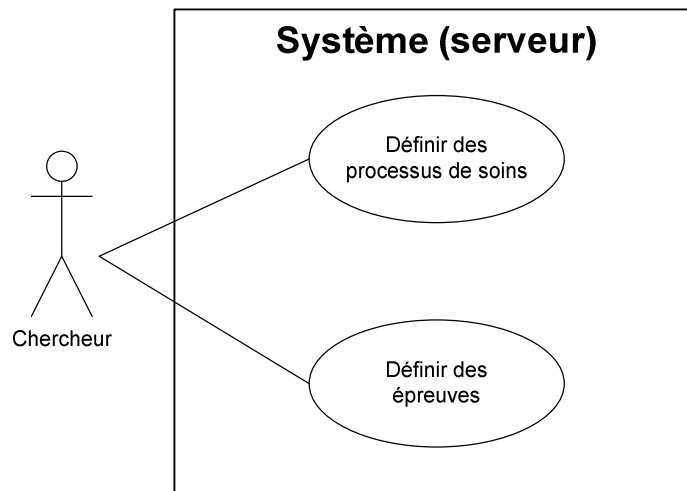 Système (serveur)
Définir des
processus de soins
Chercheur
Définir des
épreuves